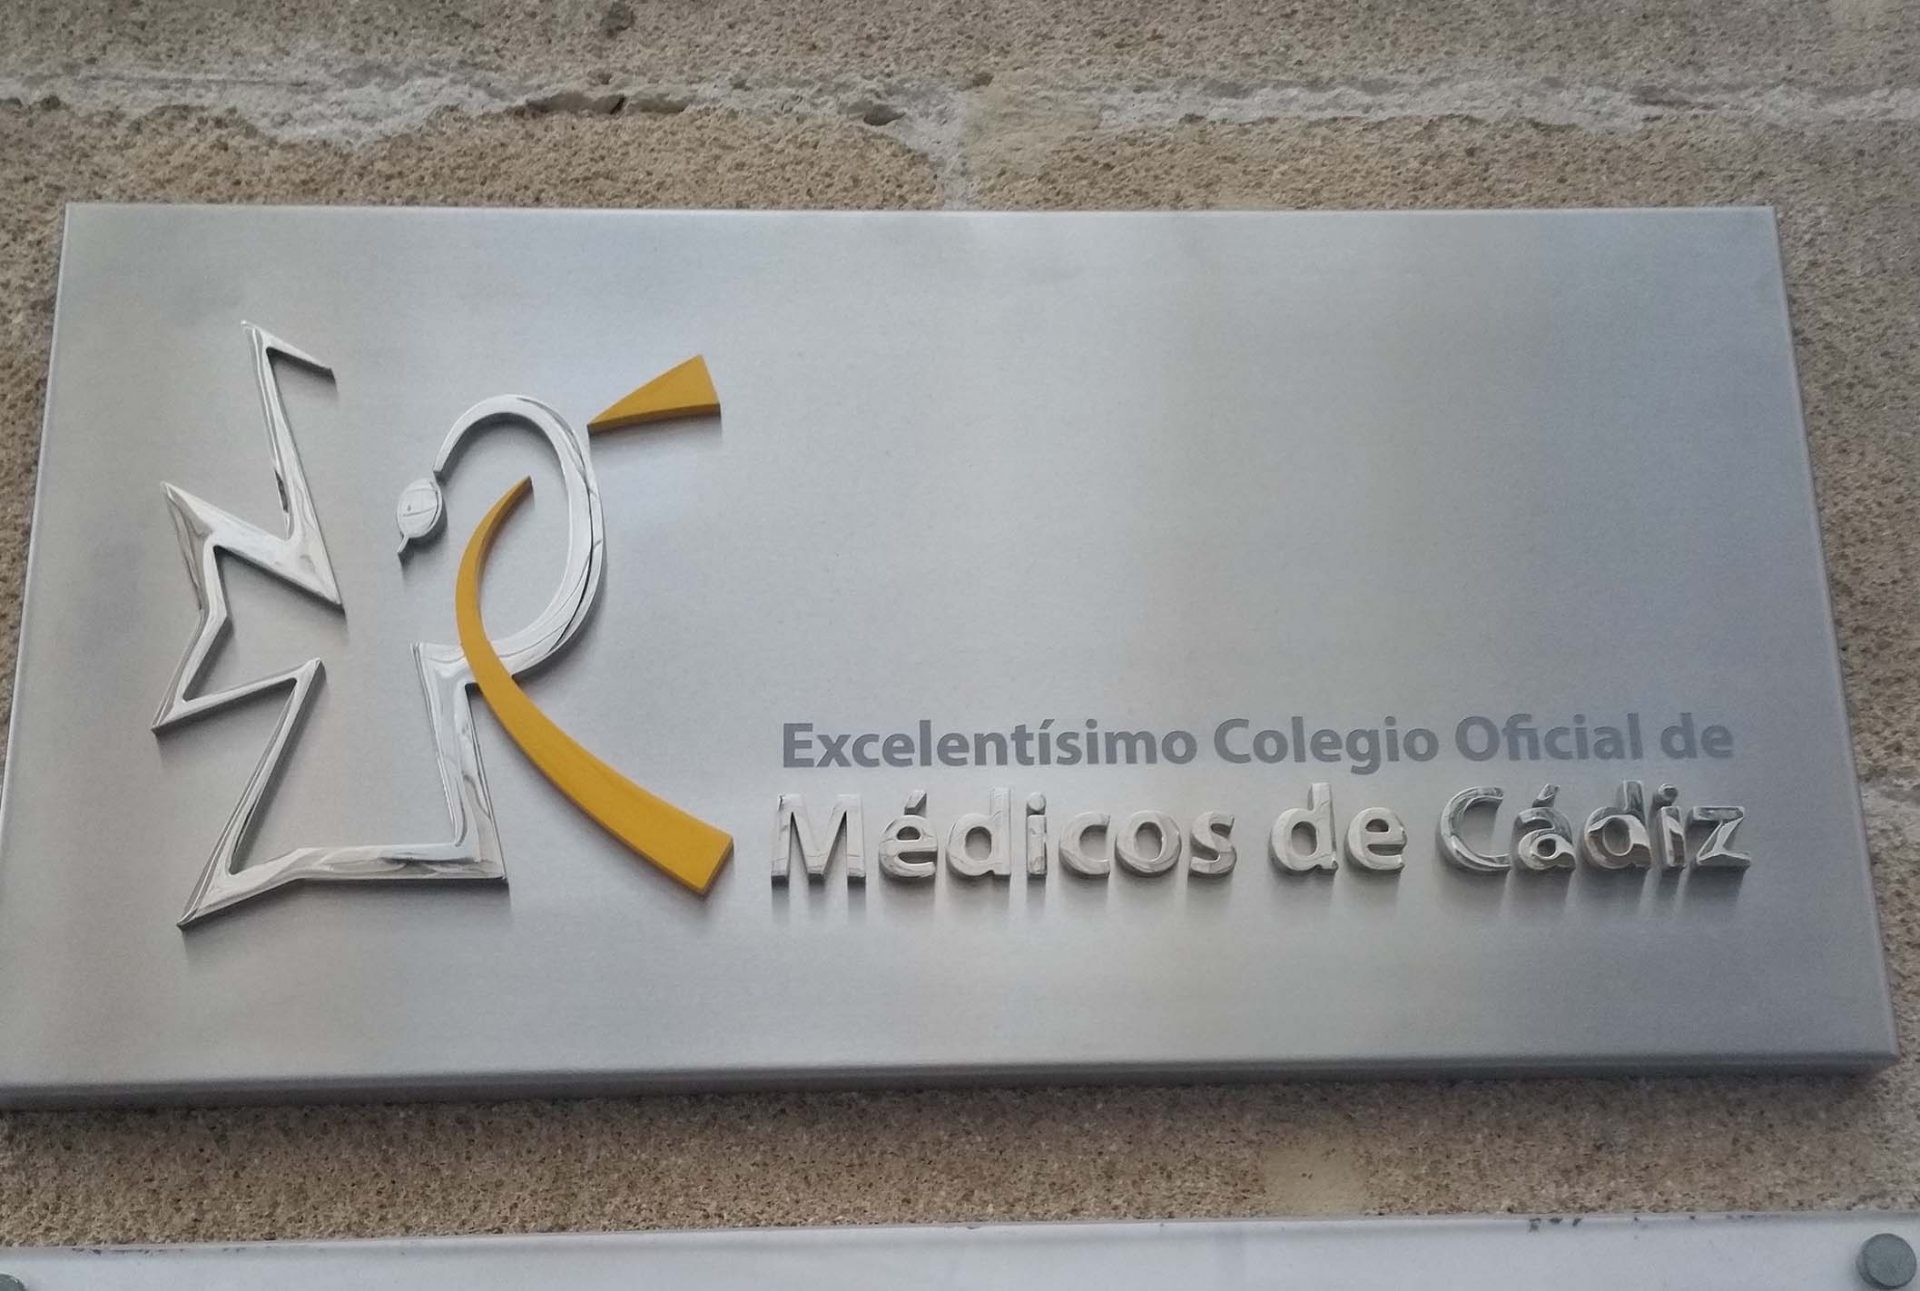 Excelentísimo Colegio Oficial de
Médicos de Cádiz